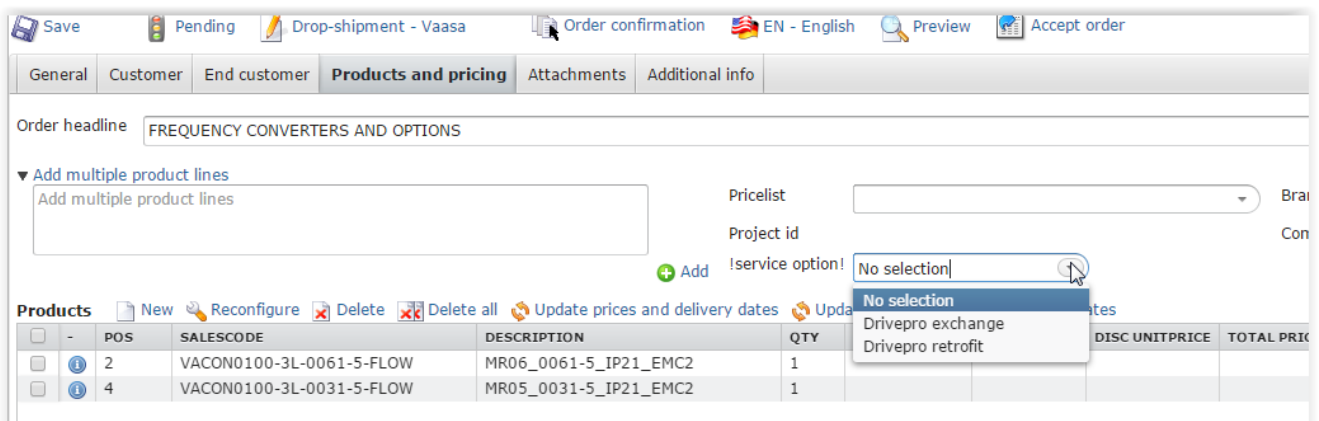 Save Pending Drop-shipment - Vaasa Order confirmation EN - English Preview Accept order
General Customer End customer Products and pricing Attachments Additional info
Order headline FREQUENCY CONVERTERS AND OPTIONS
Add multiple product lines
Add multiple product lines
Pricelist
Project id
Add !service option! No selection
No selection
Drivepro exchange
Drivepro retrofit
Products New Reconfigure Delete Delete all Update prices and delivery dates
- POS SALESCODE DESCRIPTION QTY DISC UNITPRICE TOTAL
2 VACON0100-3L-0061-5-FLOW MR06_0061-5_IP21_EMC2 1
4 VACON0100-3L-0031-5-FLOW MR05_0031-5_IP21_EMC2 1